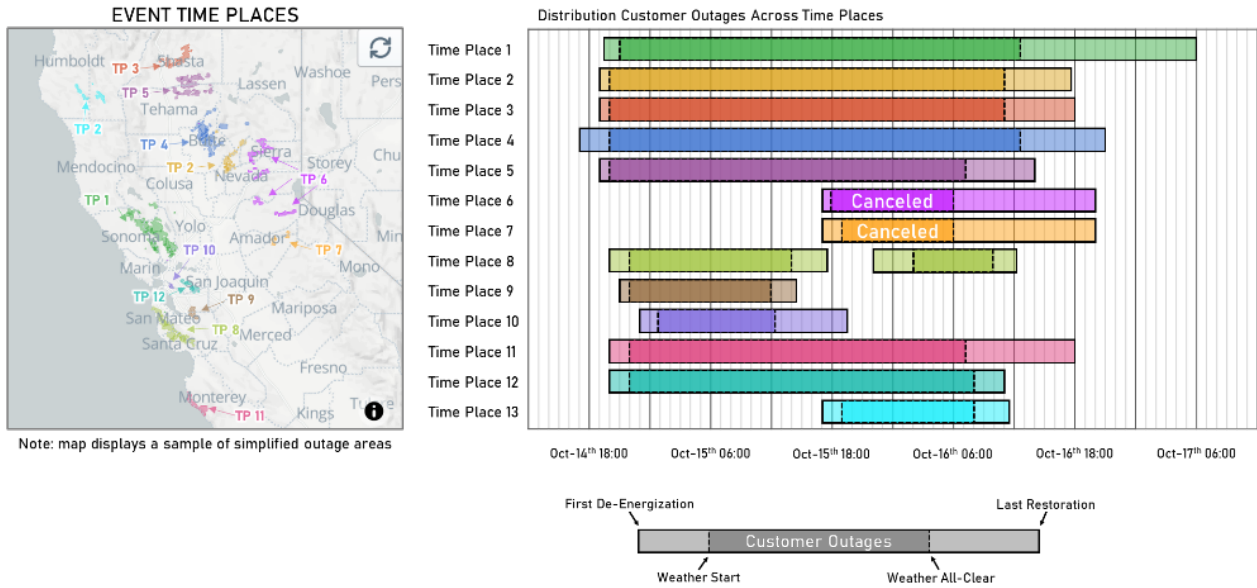 EVENT TIME PLACES
Humboldt
Shasta
TP 3
Washoe
Pers
TP 5
Lassen
Tehama
TP 2
TP 4
Butte
Sierra
Storey
Chu
Mendocino
TP 2
Nevada
TP 6
Colusa
TP 1
Douglas
Yolo
Sonoma
Amador
Min
TP 10
TP 7
Marin
Mono
San Joaquin
TP 12
TP 9
Mariposa
San Mateo
TP 8
Merced
Santa Cruz
Fresno
Monterey
TP 11
Kings
Note: map displays a sample of simplified outage areas
Distribution Customer Outages Across Time Places
Time Place 1
Time Place 2
Time Place 3
Time Place 4
Time Place 5
Time Place 6
Canceled
Time Place 7
Canceled
Time Place 8
Time Place 9
Time Place 10
Time Place 11
Time Place 12
Time Place 13
Oct-14th 18:00 Oct-15th 06:00 Oct-15th 18:00 Oct-16th 06:00 Oct-16th 18:00 Oct-17th 06:00
First De-Energization
Last Restoration
Customer Outages
Weather Start
Weather All-Clear